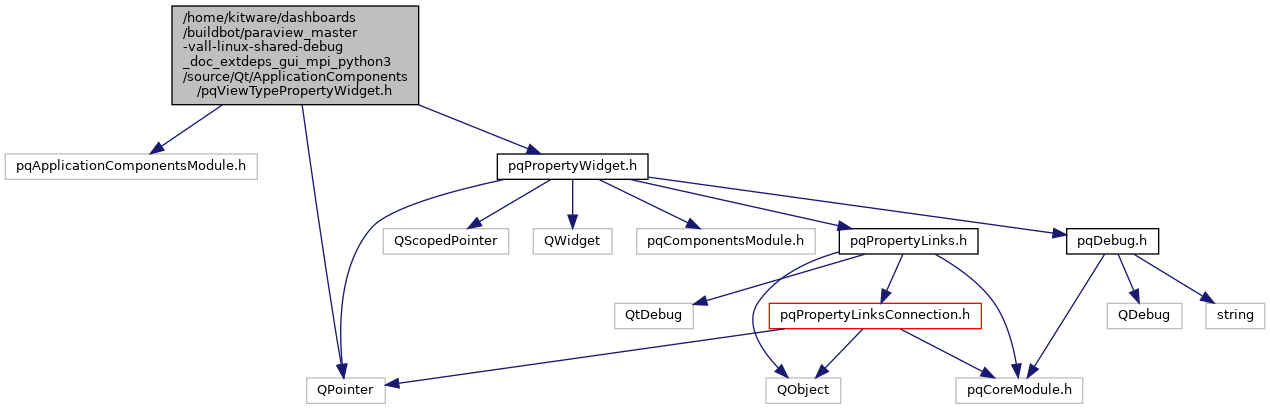 /home/kitware/dashboards
/buildbot/paraview_master
-vall-linux-shared-debug
_doc_extdeps_gui_mpi_python3
/source/Qt/ApplicationComponents
/pqViewTypePropertyWidget.h
pqApplicationComponentsModule.h
pqPropertyWidget.h
QScopedPointer
QWidget
pqComponentsModule.h
pqPropertyLinks.h
pqDebug.h
QtDebug
pqPropertyLinksConnection.h
QDebug
string
QPointer
QObject
pqCoreModule.h